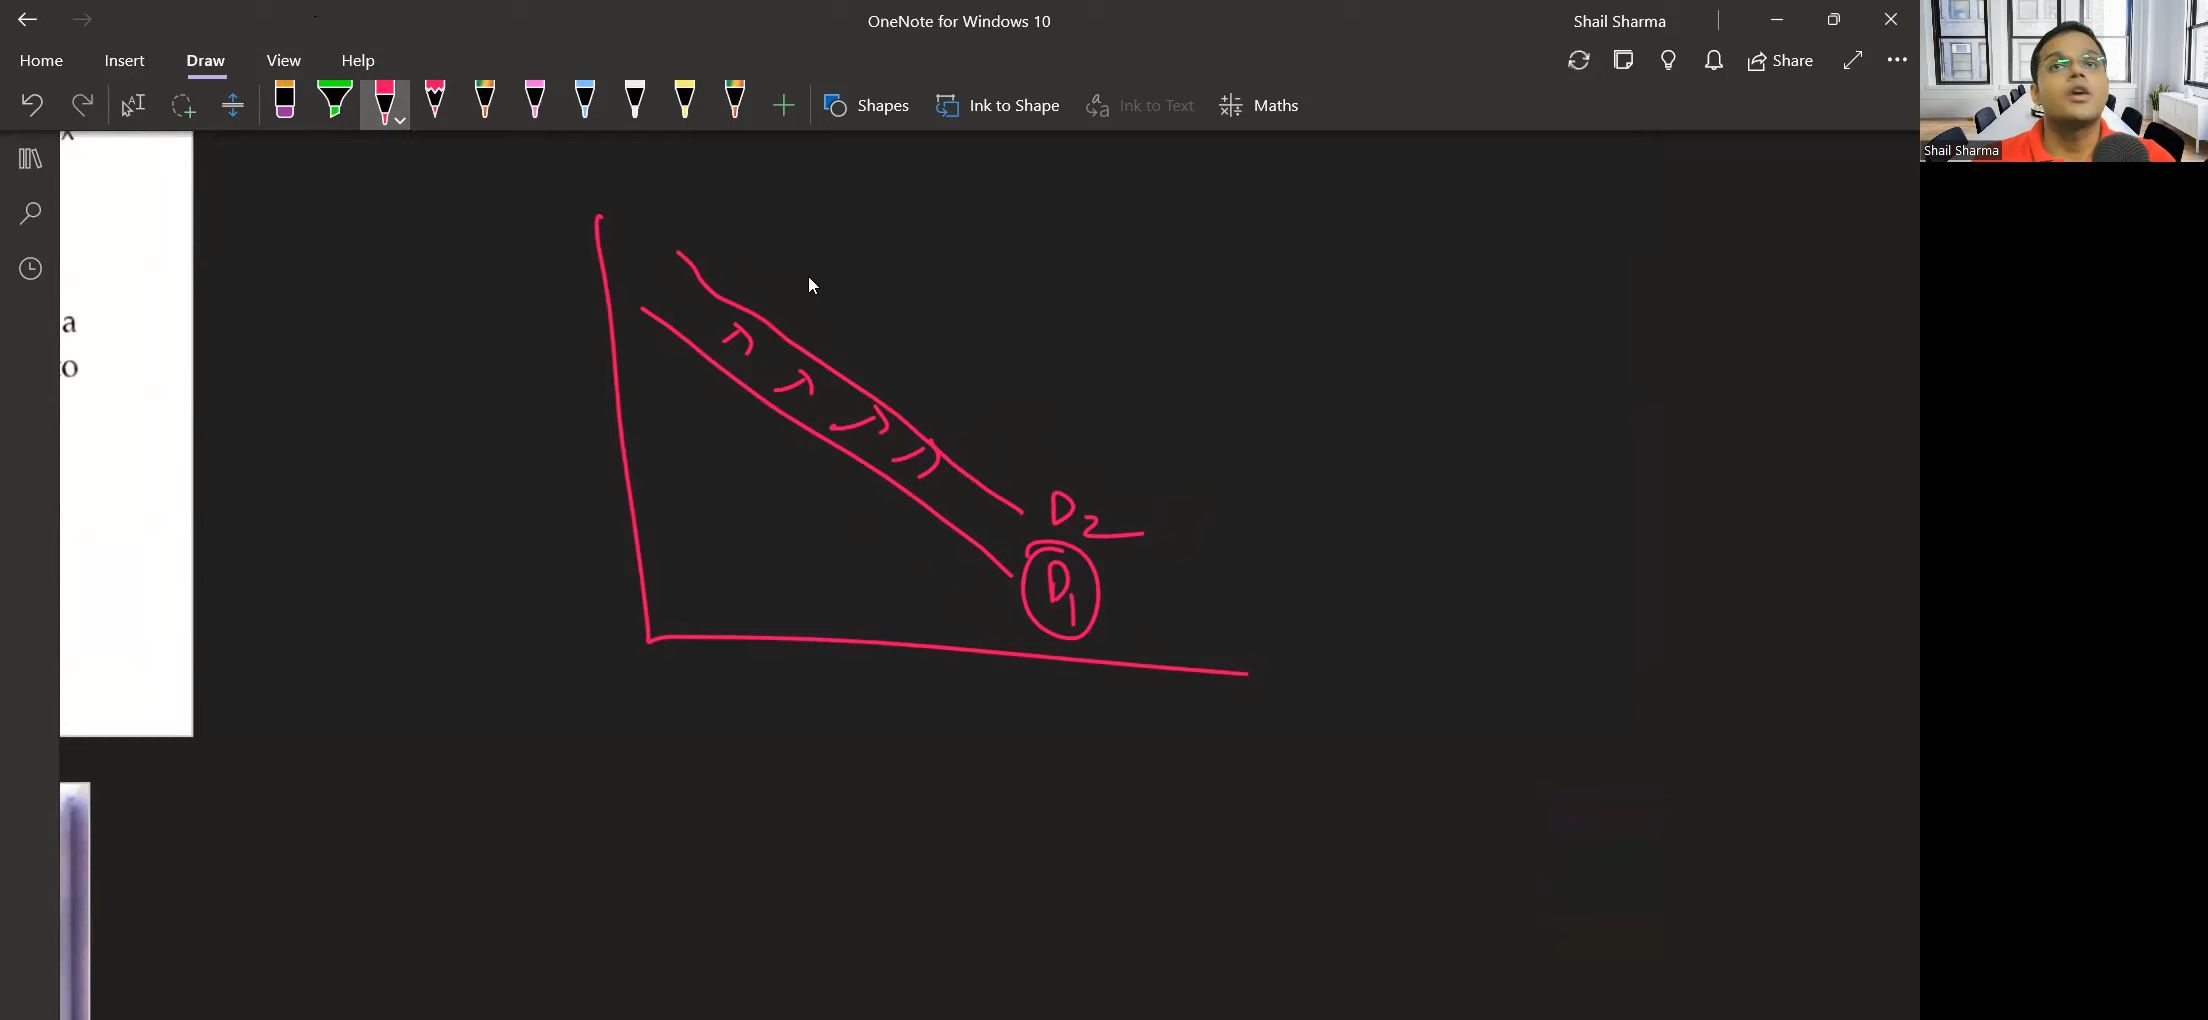 OneNote for Windows 10
Shail Sharma
Home Insert Draw View Help
Share
Shapes Ink to Shape Ink to Text Maths
Shail Sharma
a
to
D2
D1